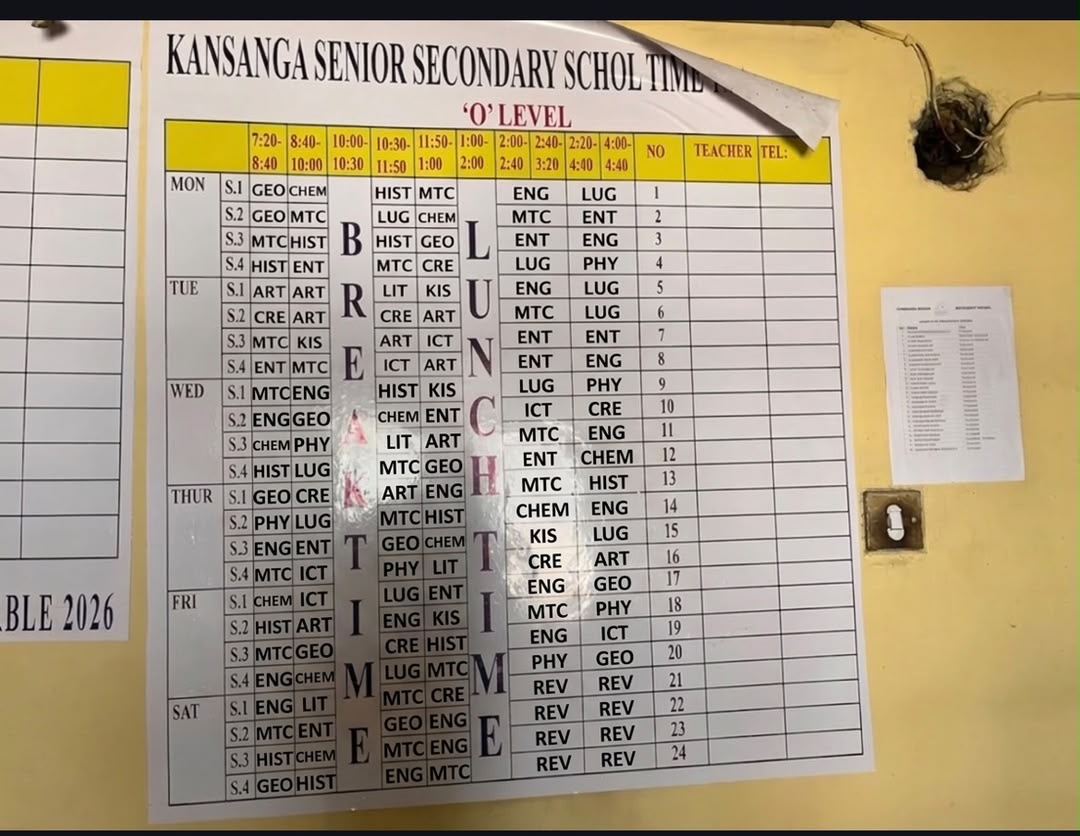 KANSANGA SENIOR SECONDARY SCHOL TIME
'O' LEVEL
7:20-8:40 8:40-10:00 10:00-10:30 10:30-11:50 11:50-1:00 1:00-2:00 2:00-2:40 2:40-3:20 2:20-4:40 4:00-4:40 NO TEACHER TEL:
MON S.1 GEO CHEM HIST MTC ENG LUG 1
S.2 GEO MTC LUG CHEM MTC ENT 2
S.3 MTC HIST HIST GEO ENT ENG 3
S.4 HIST ENT MTC CRE LUG PHY 4
TUE S.1 ART ART LIT KIS ENG LUG 5
S.2 CRE ART CRE ART MTC LUG 6
S.3 MTC KIS ART ICT ENT ENT 7
S.4 ENT MTC ICT ART ENT ENG 8
WED S.1 MTC ENG HIST KIS LUG PHY 9
S.2 ENG GEO CHEM ENT ICT CRE 10
S.3 CHEM PHY LIT ART MTC ENG 11
S.4 HIST LUG MTC GEO ENT CHEM 12
THUR S.1 GEO CRE ART ENG MTC HIST 13
S.2 PHY LUG MTC HIST CHEM ENG 14
S.3 ENG ENT GEO CHEM KIS LUG 15
S.4 MTC ICT PHY LIT CRE ART 16
FRI S.1 CHEM ICT LUG ENT ENG GEO 17
S.2 HIST ART ENG KIS MTC PHY 18
S.3 MTC GEO CRE HIST ENG ICT 19
S.4 ENG CHEM LUG MTC PHY GEO 20
SAT S.1 ENG LIT MTC CRE REV REV 21
S.2 MTC ENT GEO ENG REV REV 22
S.3 HIST CHEM MTC ENG REV REV 23
S.4 GEO HIST ENG MTC REV REV 24
BREAK TIME
LUNCH TIME
ABLE 2026